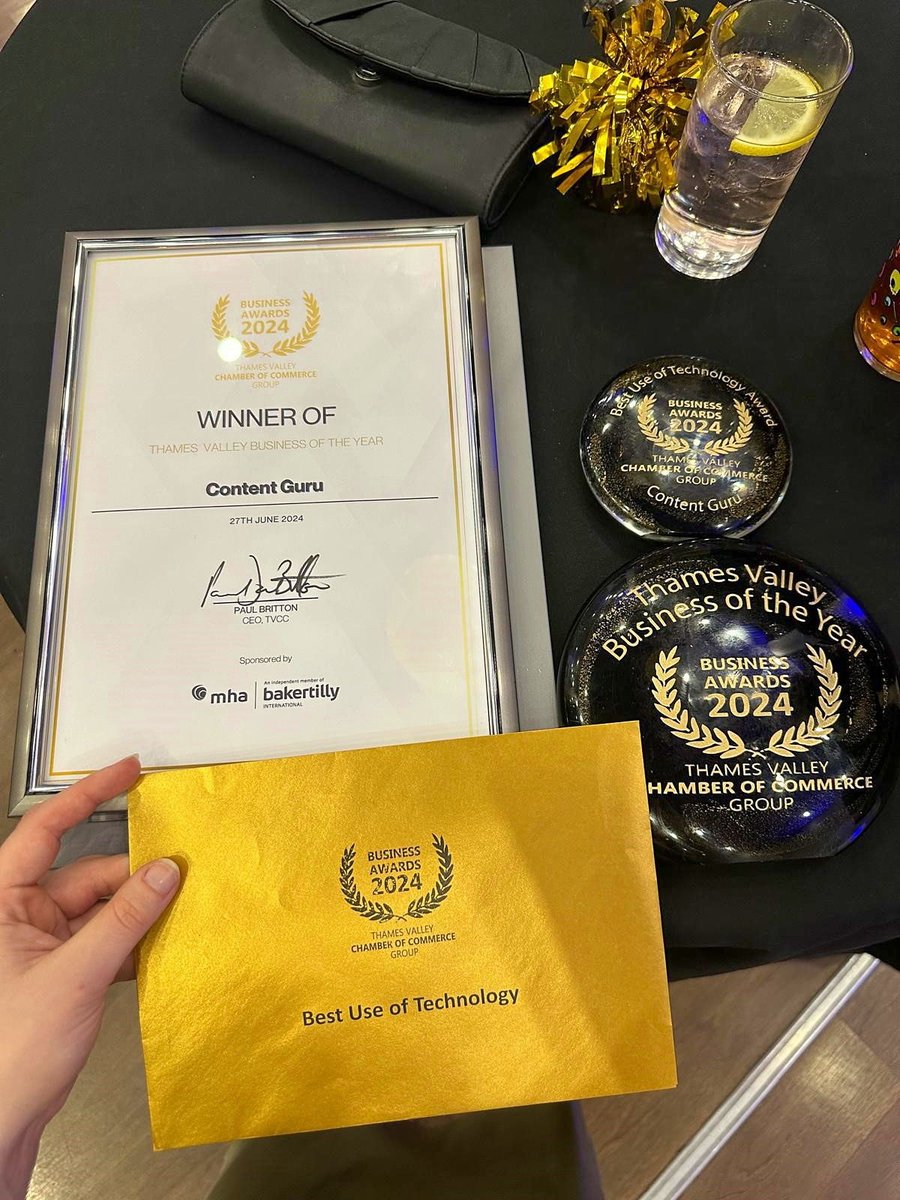 BUSINESS
AWARDS
2024
THAMES VALLEY
CHAMBER OF COMMERCE
GROUP
WINNER OF
THAMES VALLEY BUSINESS OF THE YEAR
Content Guru
27TH JUNE 2024
PAUL BRITTON
CEO, TVCC
Sponsored by
mha
An independent member of
bakertilly
INTERNATIONAL
Best Use of Technology Award
BUSINESS
AWARDS
2024
THAMES VALLEY
CHAMBER OF COMMERCE
GROUP
Content Guru
Thames Valley
Business of the Year
BUSINESS
AWARDS
2024
THAMES VALLEY
HAMBER OF COMMERCE
GROUP
BUSINESS
AWARDS
2024
THAMES VALLEY
CHAMBER OF COMMERCE
GROUP
Best Use of Technology